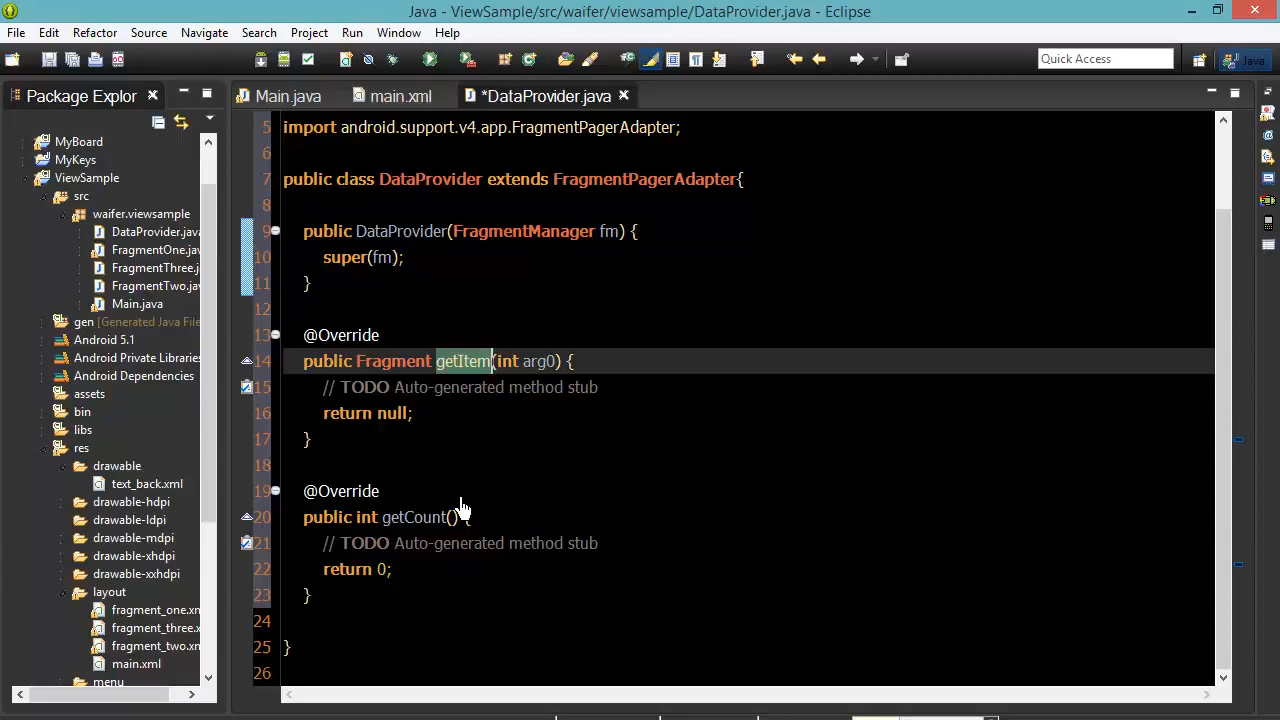 Java - ViewSample/src/waifer/viewsample/DataProvider.java - Eclipse
File Edit Refactor Source Navigate Search Project Run Window Help
Quick Access
Java
Package Explor
Main.java
main.xml
*DataProvider.java
MyBoard
MyKeys
ViewSample
src
waifer.viewsample
DataProvider.java
FragmentOne.java
FragmentThree.j
FragmentTwo.java
Main.java
gen [Generated Java File
Android 5.1
Android Private Libraries
Android Dependencies
assets
bin
libs
res
drawable
text_back.xml
drawable-hdpi
drawable-ldpi
drawable-mdpi
drawable-xhdpi
drawable-xxhdpi
layout
fragment_one.xm
fragment_three.x
fragment_two.xm
main.xml
menu
5 import android.support.v4.app.FragmentPagerAdapter;
6
7 public class DataProvider extends FragmentPagerAdapter{
8
9 public DataProvider(FragmentManager fm) {
10 super(fm);
11 }
12
13 @Override
14 public Fragment getItem(int arg0) {
15 // TODO Auto-generated method stub
16 return null;
17 }
18
19 @Override
20 public int getCount() {
21 // TODO Auto-generated method stub
22 return 0;
23 }
24
25 }
26